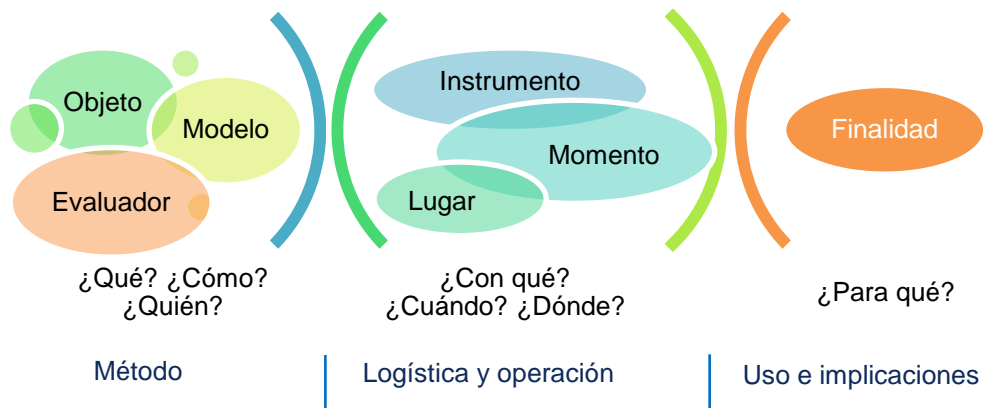 Objeto
Modelo
Evaluador
Instrumento
Momento
Lugar
Finalidad
¿Qué? ¿Cómo?
¿Quién?
¿Con qué?
¿Cuándo? ¿Dónde?
¿Para qué?
Método
Logística y operación
Uso e implicaciones